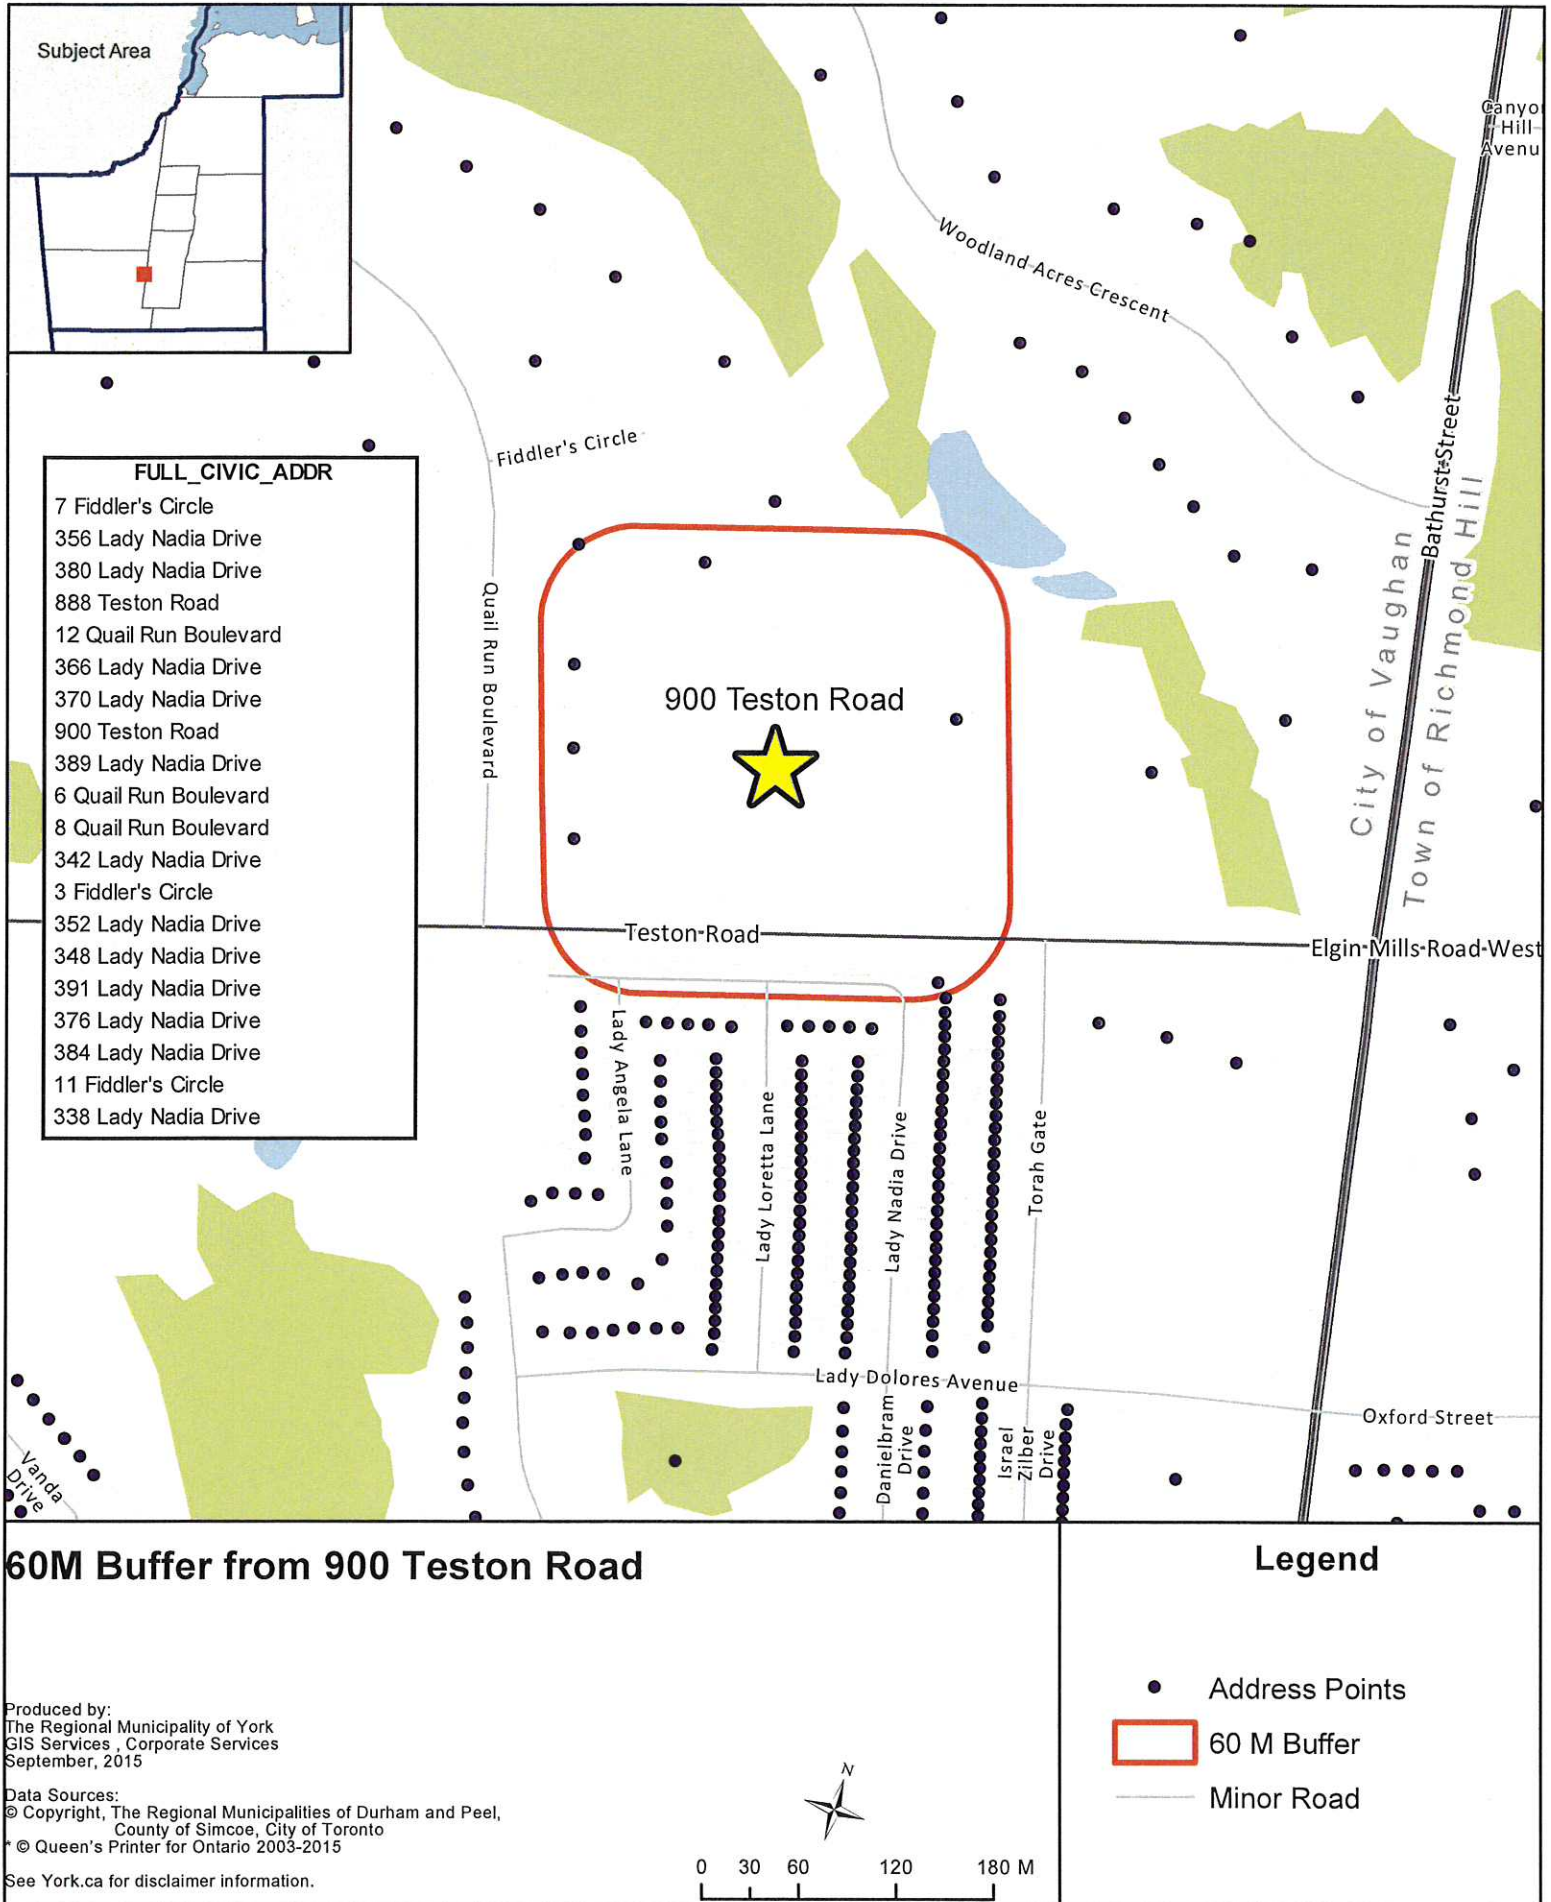 Subject Area
Canyo
Hill
Avenu
Woodland Acres Crescent
Fiddler's Circle
Bathurst Street
City of Vaughan
Town of Richmond Hill
FULL_CIVIC_ADDR
7 Fiddler's Circle
356 Lady Nadia Drive
380 Lady Nadia Drive
888 Teston Road
12 Quail Run Boulevard
366 Lady Nadia Drive
370 Lady Nadia Drive
900 Teston Road
389 Lady Nadia Drive
6 Quail Run Boulevard
8 Quail Run Boulevard
342 Lady Nadia Drive
3 Fiddler's Circle
352 Lady Nadia Drive
348 Lady Nadia Drive
391 Lady Nadia Drive
376 Lady Nadia Drive
384 Lady Nadia Drive
11 Fiddler's Circle
338 Lady Nadia Drive
Quail Run Boulevard
900 Teston Road
Teston Road
Elgin Mills Road West
Lady Angela Lane
Lady Loretta Lane
Lady Nadia Drive
Torah Gate
Lady Dolores Avenue
Oxford Street
Danielbram
Drive
Israel
Zilber
Drive
Vanda
Drive
60M Buffer from 900 Teston Road
Produced by:
The Regional Municipality of York
GIS Services , Corporate Services
September, 2015
Data Sources:
© Copyright, The Regional Municipalities of Durham and Peel,
County of Simcoe, City of Toronto
* © Queen's Printer for Ontario 2003-2015
See York.ca for disclaimer information.
N
0 30 60 120 180 M
Legend
Address Points
60 M Buffer
Minor Road